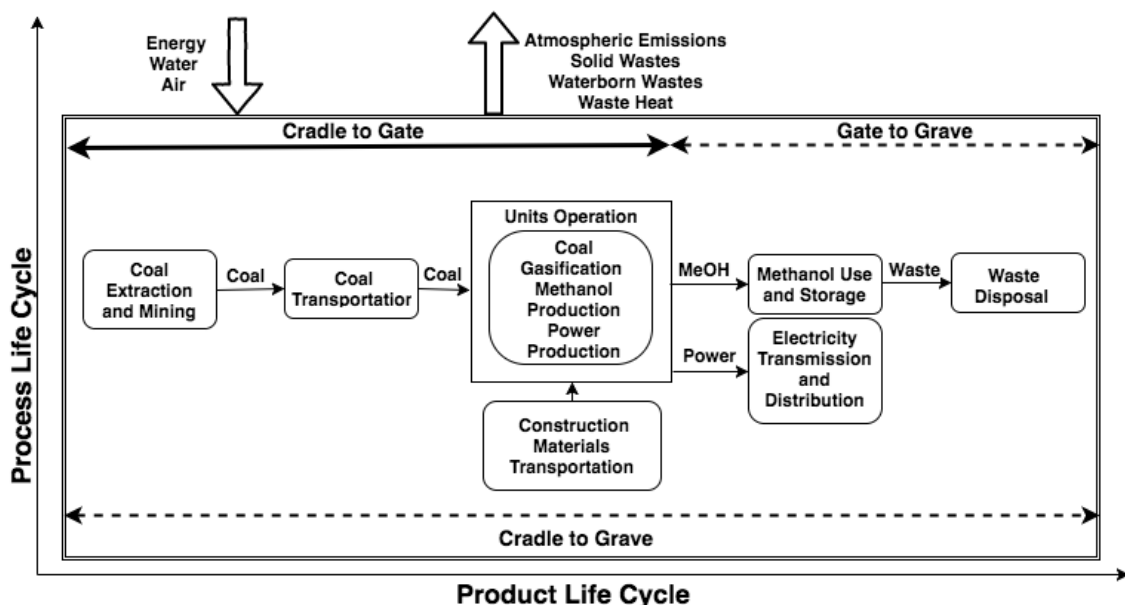 Energy
Water
Air
Atmospheric Emissions
Solid Wastes
Waterborn Wastes
Waste Heat
Cradle to Gate
Gate to Grave
Process Life Cycle
Coal
Extraction
and Mining
Coal
Coal
Transportatior
Coal
Units Operation
Coal
Gasification
Methanol
Production
Power
Production
MeOH
Methanol Use
and Storage
Waste
Waste
Disposal
Power
Electricity
Transmission
and
Distribution
Construction
Materials
Transportation
Cradle to Grave
Product Life Cycle